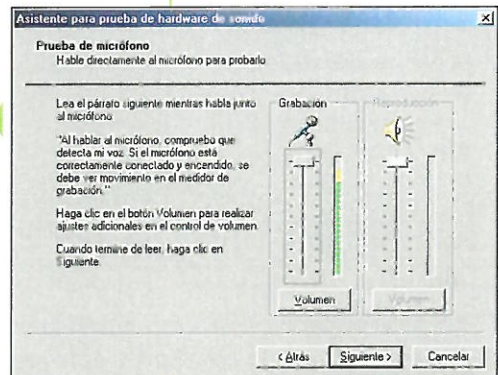 Asistente para prueba de hardware de sonido
Prueba de micrófono
Hable directamente al micrófono para probarlo
Lea el párrafo siguiente mientras habla junto
al micrófono.
"Al hablar al micrófono, compruebo que
detecta mi voz. Si el micrófono está
correctamente conectado y encendido, se
debe ver movimiento en el medidor de
grabación."
Haga clic en el botón Volumen para realizar
ajustes adicionales en el control de volumen.
Cuando termine de leer, haga clic en
Siguiente.
Grabación
Volumen
Reproducción
Volumen
< Atrás
Siguiente >
Cancelar